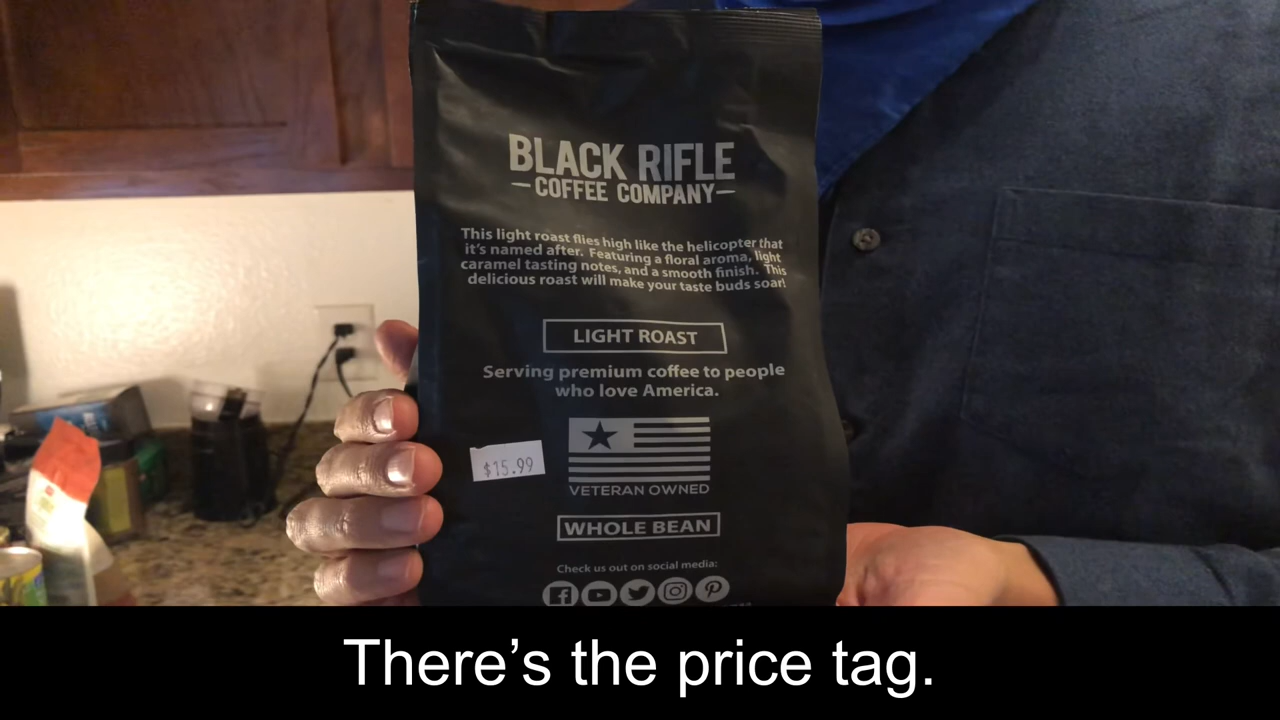 BLACK RIFLE
COFFEE COMPANY
This light roast flies high like the helicopter that
it's named after. Featuring a floral aroma, light
caramel tasting notes, and a smooth finish. This
delicious roast will make your taste buds soar!
LIGHT ROAST
Serving premium coffee to people
who love America.
$15.99
VETERAN OWNED
WHOLE BEAN
Check us out on social media:
There's the price tag.